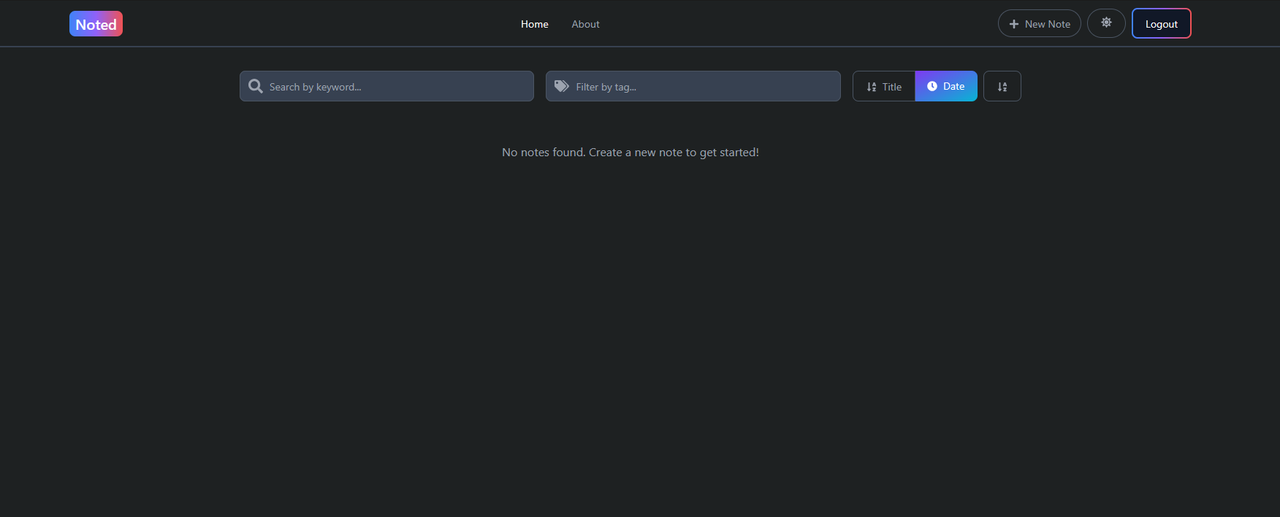 Noted
Home
About
New Note
Logout
Search by keyword...
Filter by tag...
Title
Date
No notes found. Create a new note to get started!